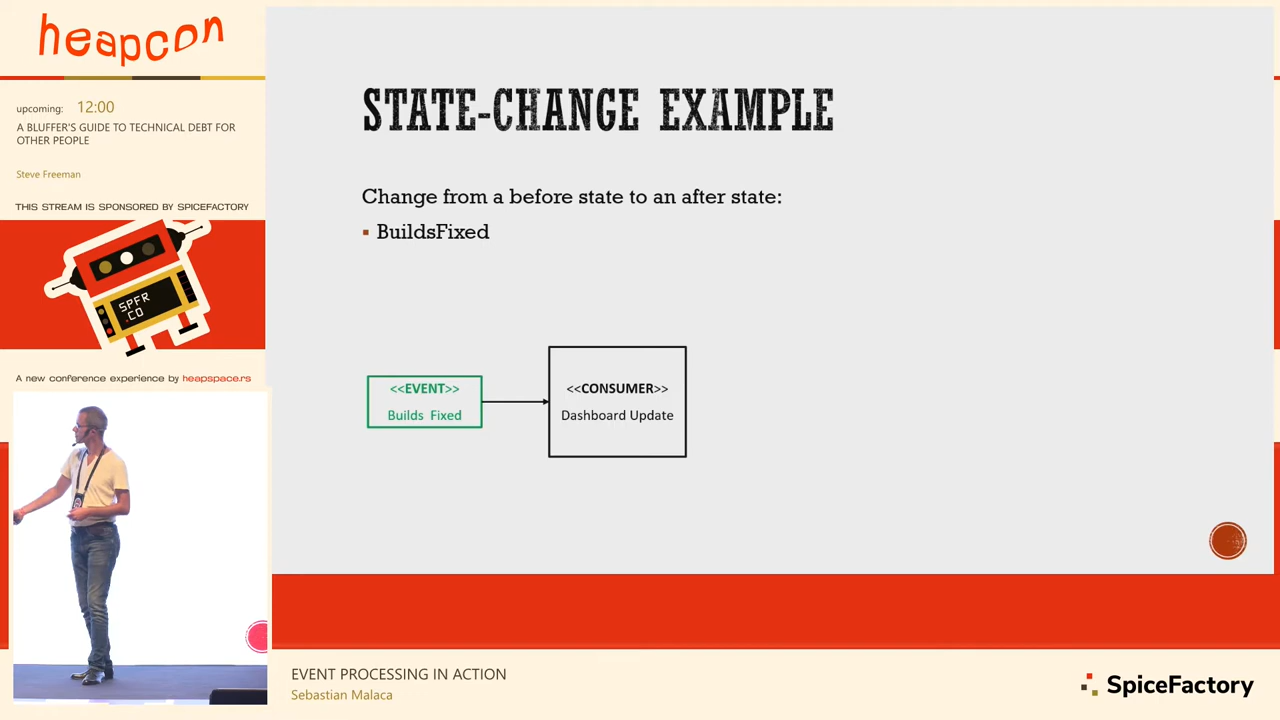 heapcon
upcoming: 12:00
A BLUFFER'S GUIDE TO TECHNICAL DEBT FOR
OTHER PEOPLE
Steve Freeman
THIS STREAM IS SPONSORED BY SPICEFACTORY
SPFR
.CO
A new conference experience by heapspace.rs
STATE-CHANGE EXAMPLE
Change from a before state to an after state:
▪ BuildsFixed
<<EVENT>>
Builds Fixed
<<CONSUMER>>
Dashboard Update
EVENT PROCESSING IN ACTION
Sebastian Malaca
SpiceFactory